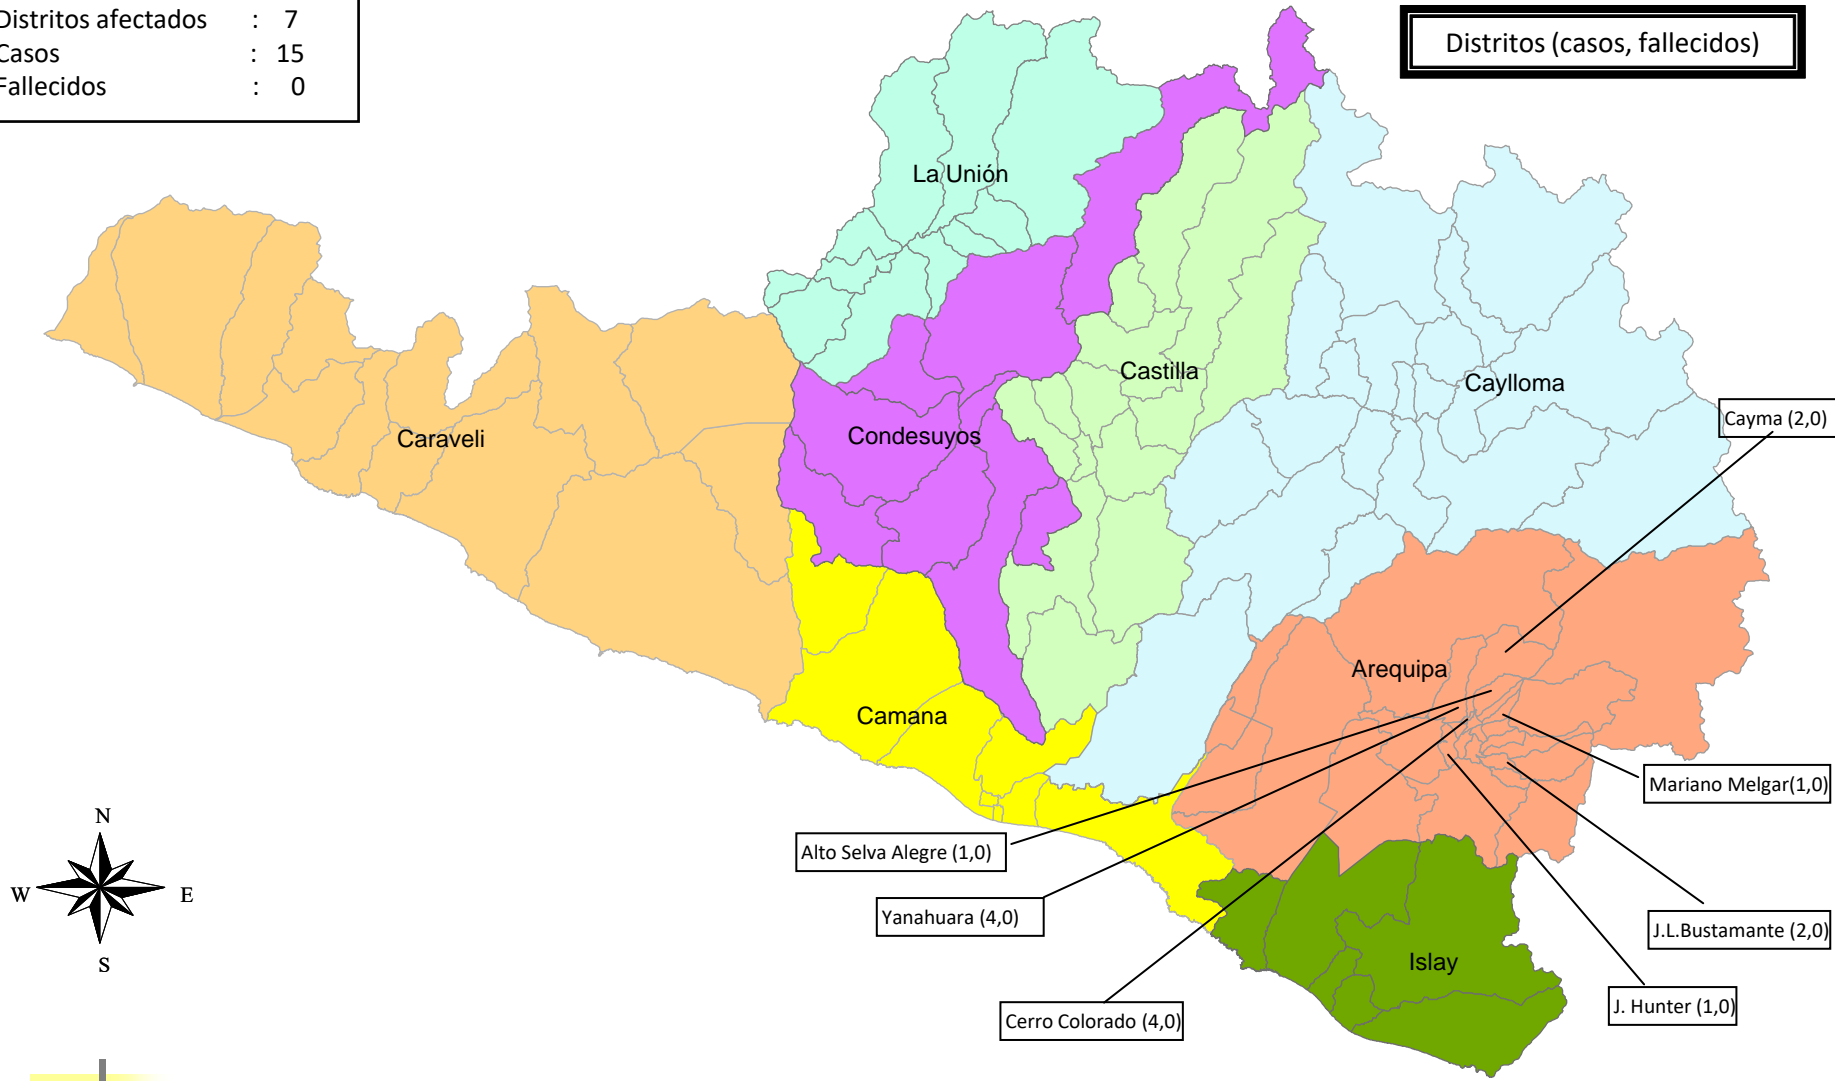 Distritos afectados : 7
Casos : 15
Fallecidos : 0
Distritos (casos, fallecidos)
La Unión
Castilla
Caylloma
Cayma (2,0)
Caraveli
Condesuyos
Arequipa
Camana
Mariano Melgar(1,0)
Alto Selva Alegre (1,0)
Yanahuara (4,0)
J.L.Bustamante (2,0)
Islay
J. Hunter (1,0)
Cerro Colorado (4,0)
N
W E
S